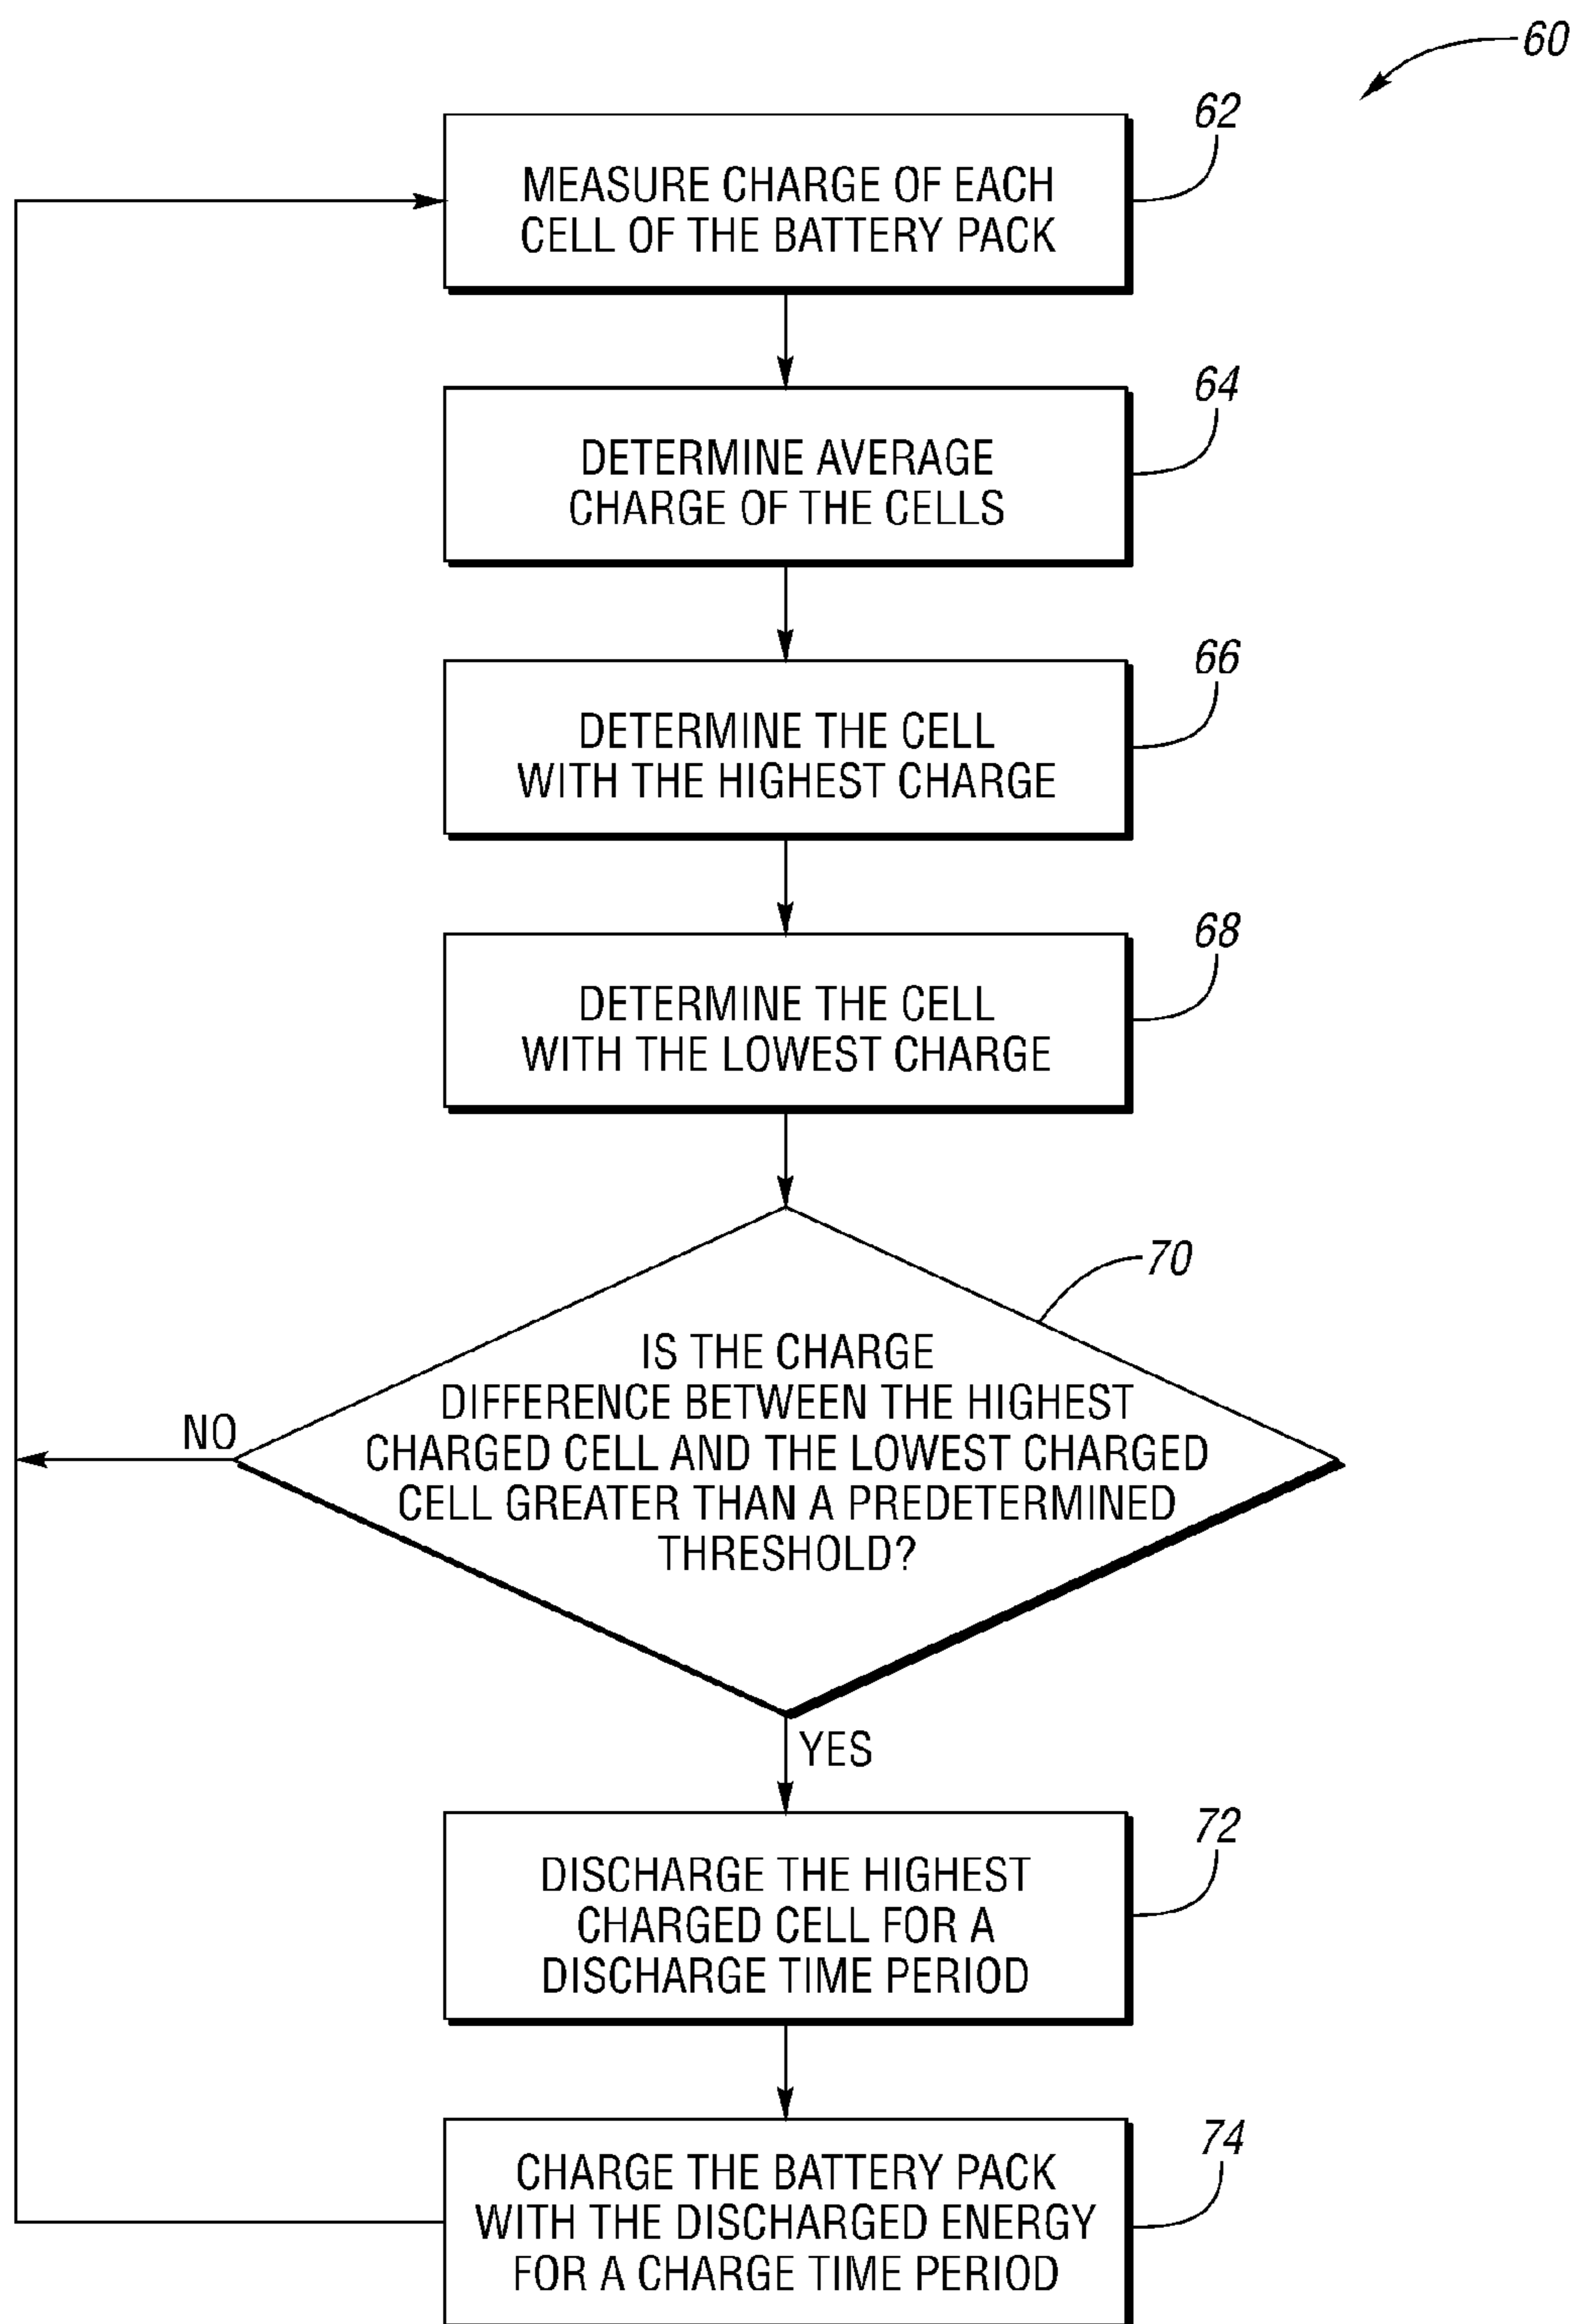 60
62
MEASURE CHARGE OF EACH
CELL OF THE BATTERY PACK
64
DETERMINE AVERAGE
CHARGE OF THE CELLS
66
DETERMINE THE CELL
WITH THE HIGHEST CHARGE
68
DETERMINE THE CELL
WITH THE LOWEST CHARGE
70
IS THE CHARGE
DIFFERENCE BETWEEN THE HIGHEST
CHARGED CELL AND THE LOWEST CHARGED
CELL GREATER THAN A PREDETERMINED
THRESHOLD?
NO
YES
72
DISCHARGE THE HIGHEST
CHARGED CELL FOR A
DISCHARGE TIME PERIOD
74
CHARGE THE BATTERY PACK
WITH THE DISCHARGED ENERGY
FOR A CHARGE TIME PERIOD